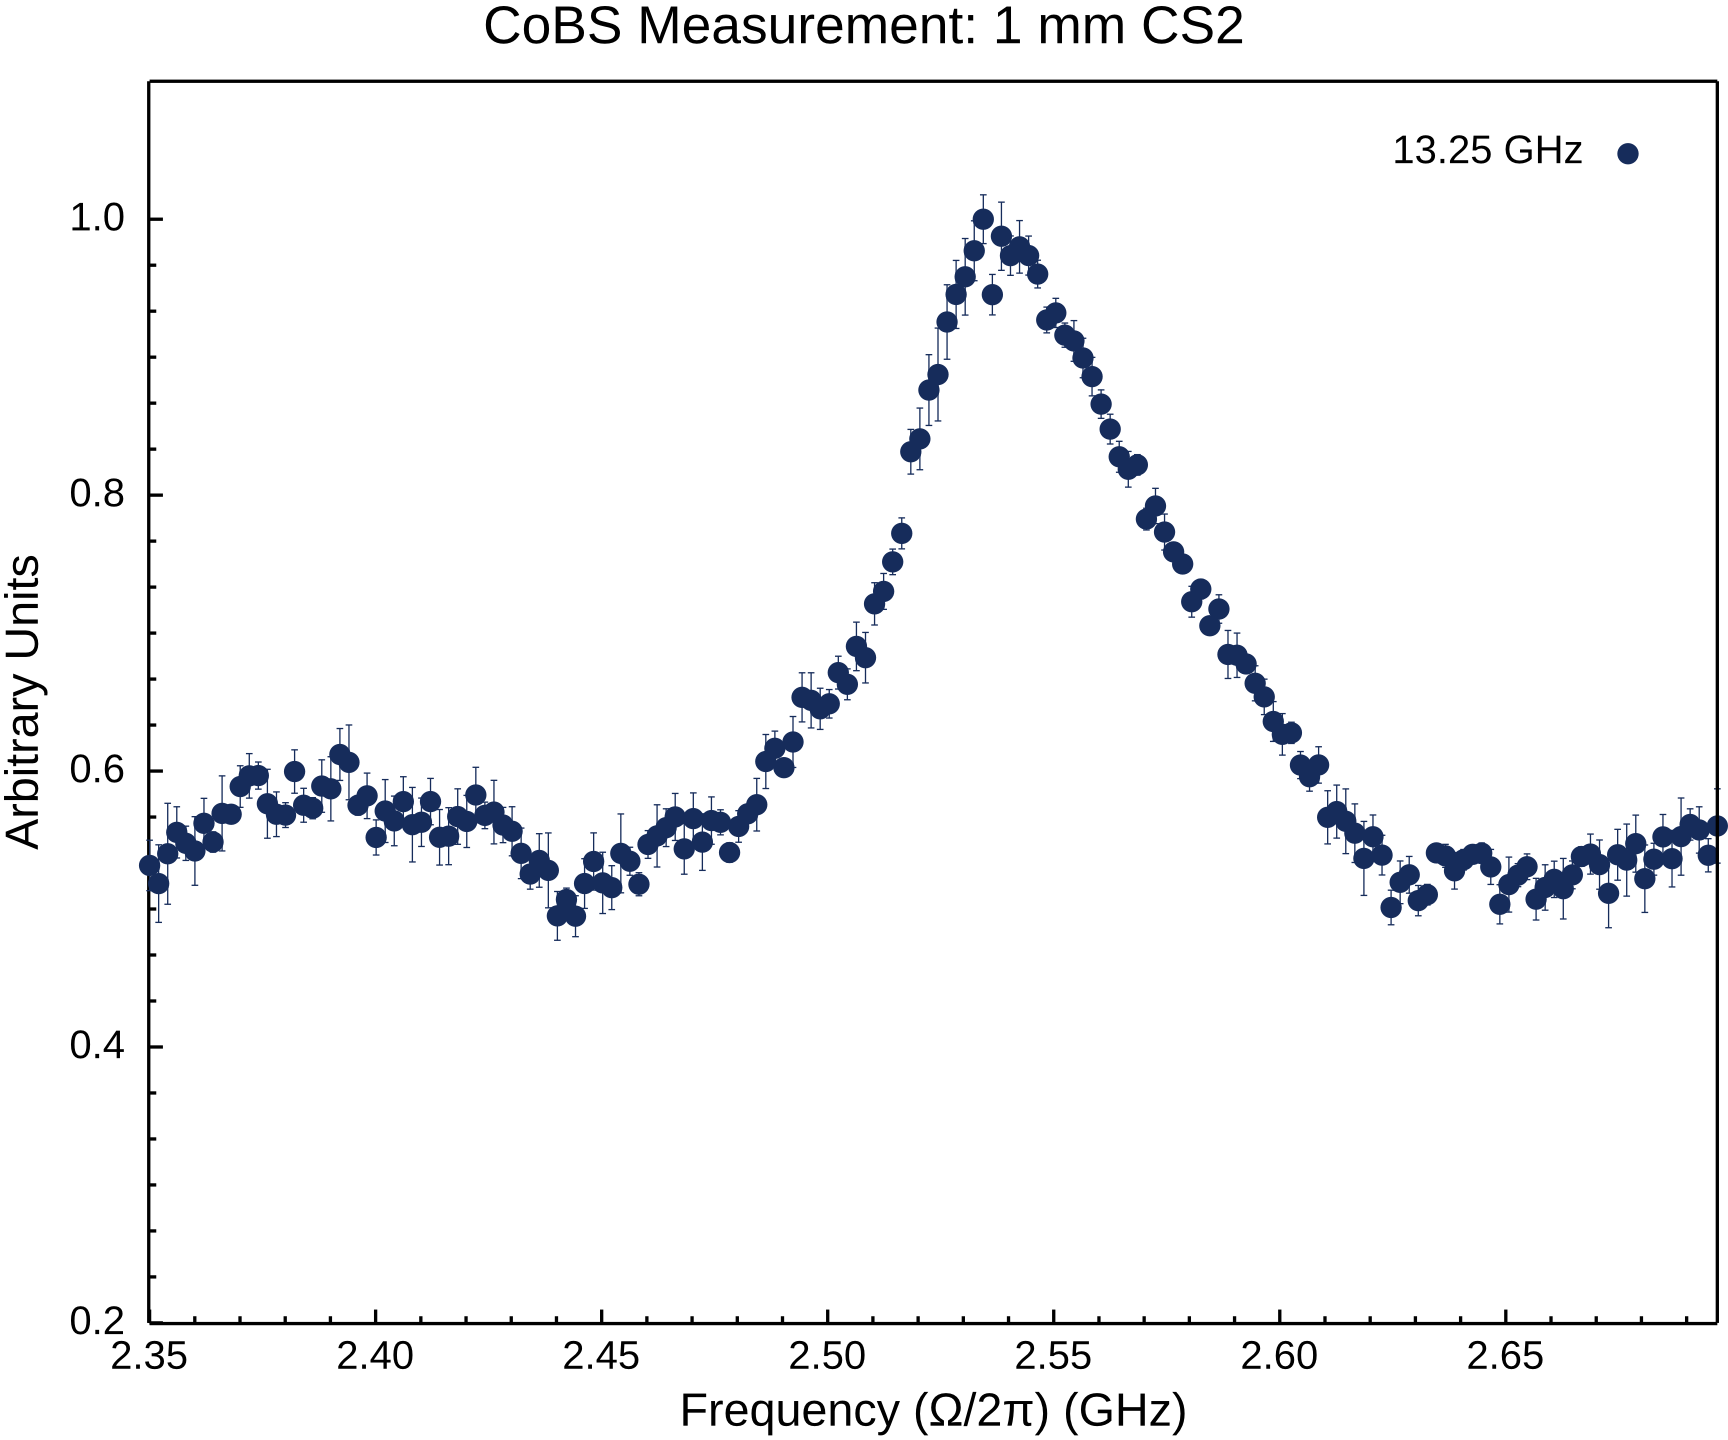 CoBS Measurement: 1 mm CS2
13.25 GHz
1.0
0.8
0.6
0.4
0.2
Arbitrary Units
2.35 2.40 2.45 2.50 2.55 2.60 2.65
Frequency (Ω/2π) (GHz)